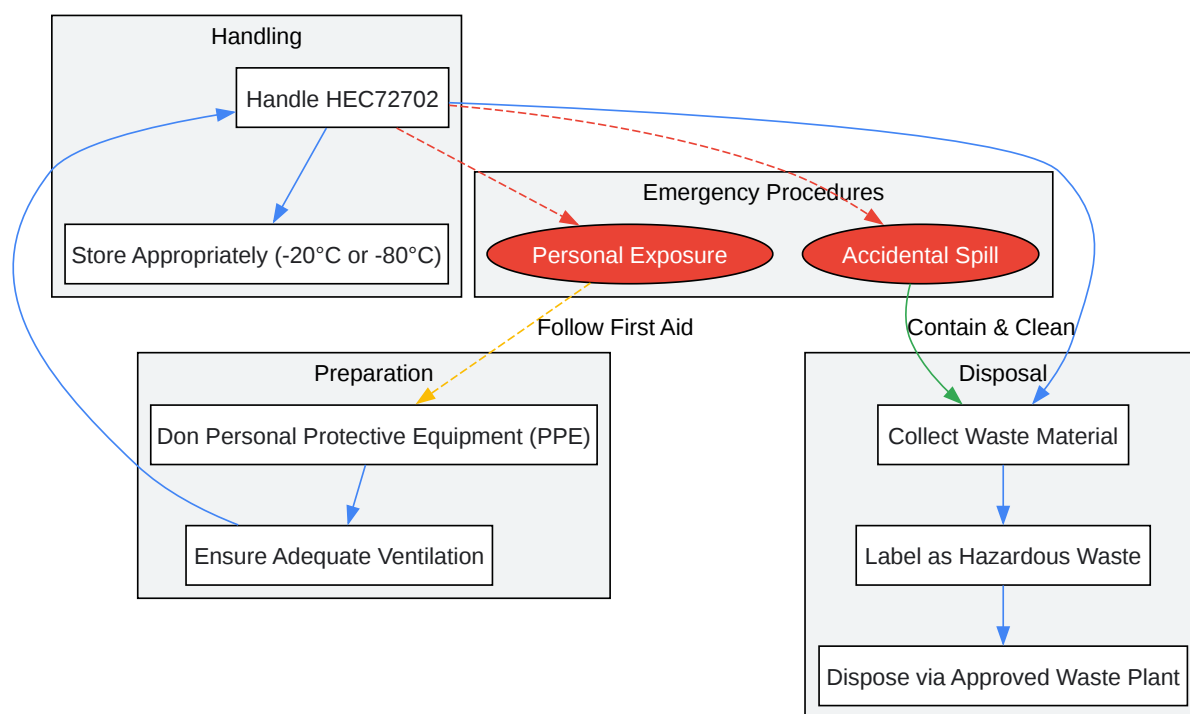 Handling
Handle HEC72702
Store Appropriately (-20°C or -80°C)
Emergency Procedures
Personal Exposure
Accidental Spill
Follow First Aid
Contain & Clean
Preparation
Don Personal Protective Equipment (PPE)
Ensure Adequate Ventilation
Disposal
Collect Waste Material
Label as Hazardous Waste
Dispose via Approved Waste Plant